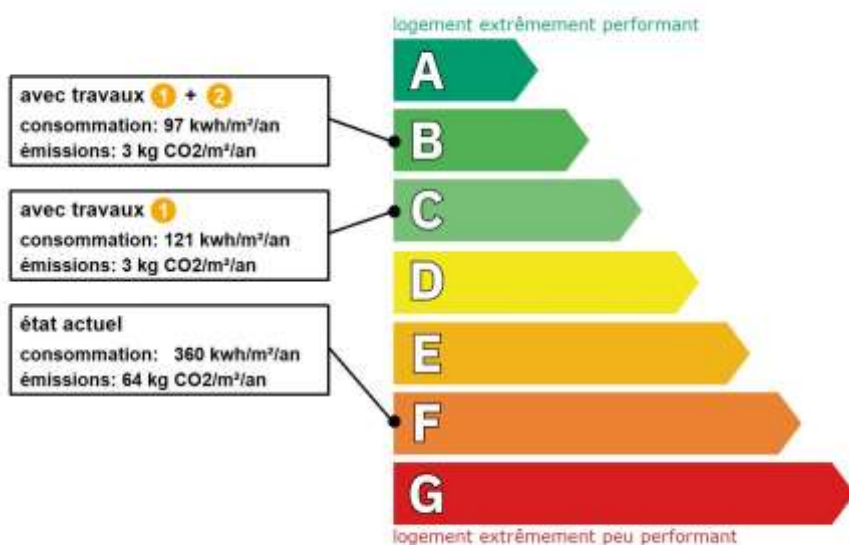 logement extrêmement performant
A
avec travaux 1 + 2
consommation: 97 kwh/m²/an
émissions: 3 kg CO2/m²/an
B
avec travaux 1
consommation: 121 kwh/m²/an
émissions: 3 kg CO2/m²/an
C
D
état actuel
consommation: 360 kwh/m²/an
émissions: 64 kg CO2/m²/an
E
F
G
logement extrêmement peu performant